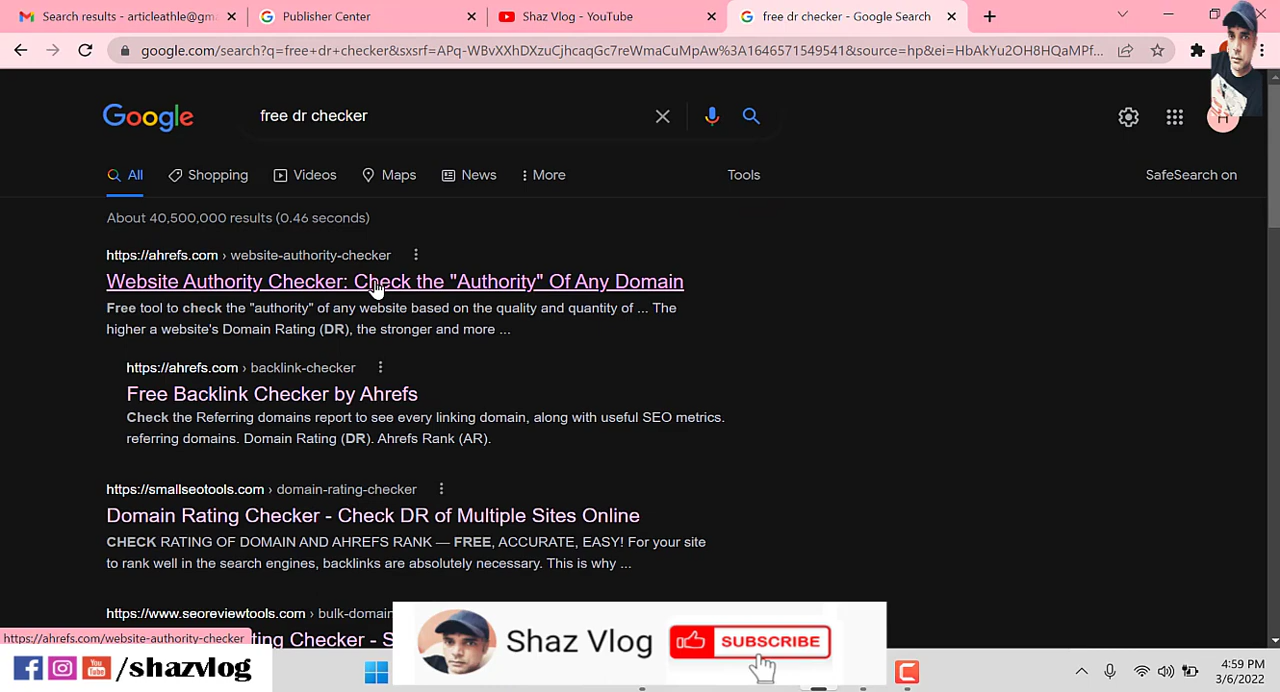 Search results - articleathle@gm
Publisher Center
Shaz Vlog - YouTube
free dr checker - Google Search
google.com/search?q=free+dr+checker&sxsrf=APq-WBvXXhDXzuCjhcaqGc7reWmaCuMpAw%3A1646571549541&source=hp&ei=HbAkYu2OH8HQaMPf...
Google
free dr checker
H
All
Shopping
Videos
Maps
News
More
Tools
SafeSearch on
About 40,500,000 results (0.46 seconds)
https://ahrefs.com › website-authority-checker
Website Authority Checker: Check the "Authority" Of Any Domain
Free tool to check the "authority" of any website based on the quality and quantity of ... The
higher a website's Domain Rating (DR), the stronger and more ...
https://ahrefs.com › backlink-checker
Free Backlink Checker by Ahrefs
Check the Referring domains report to see every linking domain, along with useful SEO metrics.
referring domains. Domain Rating (DR). Ahrefs Rank (AR).
https://smallseotools.com › domain-rating-checker
Domain Rating Checker - Check DR of Multiple Sites Online
CHECK RATING OF DOMAIN AND AHREFS RANK — FREE, ACCURATE, EASY! For your site
to rank well in the search engines, backlinks are absolutely necessary. This is why ...
https://www.seoreviewtools.com › bulk-domain
ting Checker - S
https://ahrefs.com/website-authority-checker
Shaz Vlog
SUBSCRIBE
You
Tube
/shazvlog
4:59 PM
3/6/2022